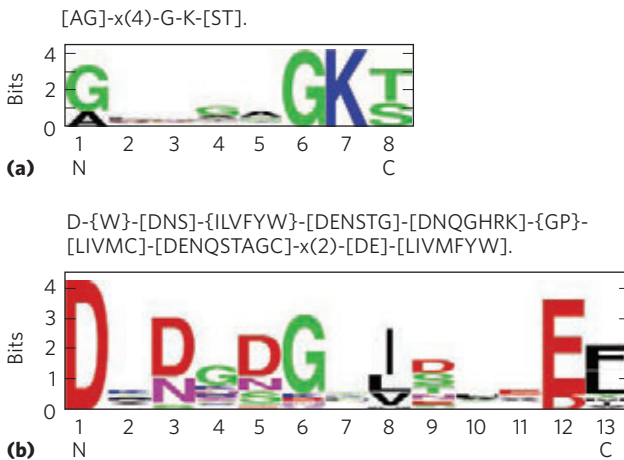 [AG]-x(4)-G-K-[ST].
4
2
0
Bits
G
A
G
G
K
T
S
1 2 3 4 5 6 7 8
N C
(a)
D-{W}-[DNS]-{ILVFYW}-[DENSTG]-[DNQGHRK]-{GP}-
[LIVMC]-[DENQSTAGC]-x(2)-[DE]-[LIVMFYW].
4
3
2
1
0
Bits
D
D
N
G
D
N
S
G
I
L
V
D
S
E
D
F
1 2 3 4 5 6 7 8 9 10 11 12 13
N C
(b)